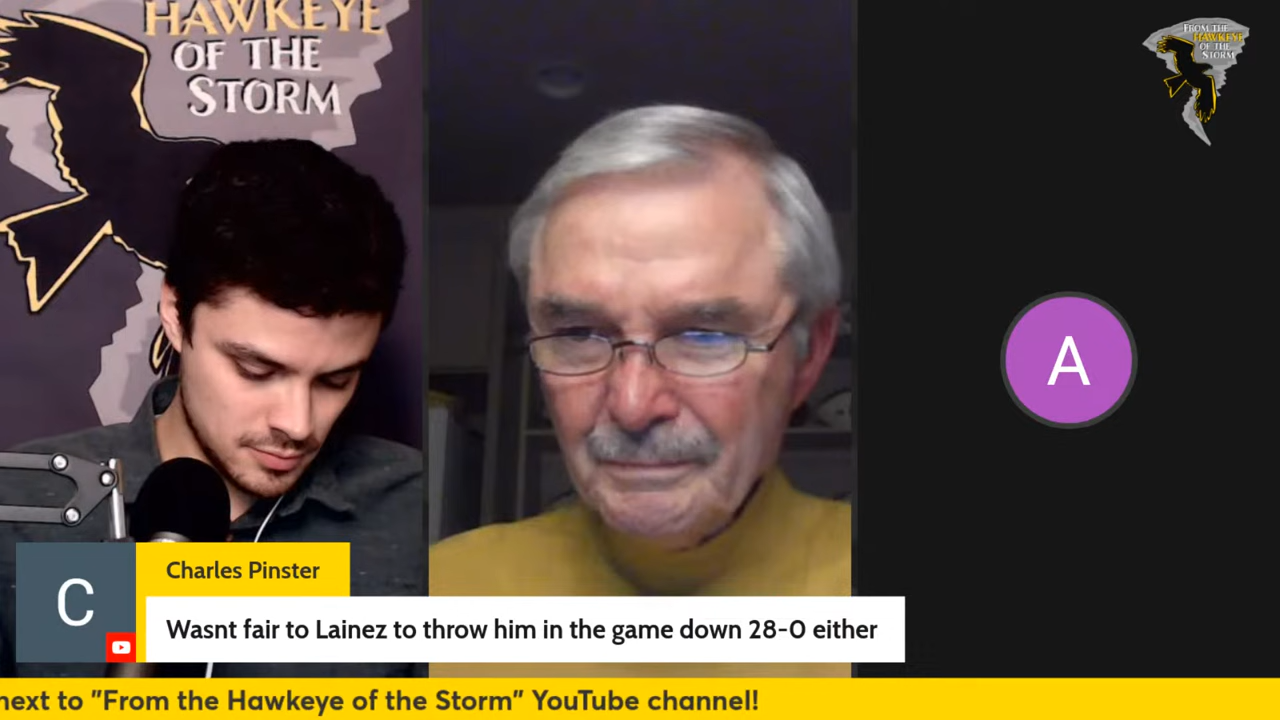 HAWKEYE
OF THE
STORM
FROM THE
HAWKEYE
OF THE
STORM
A
C
Charles Pinster
Wasnt fair to Lainez to throw him in the game down 28-0 either
next to "From the Hawkeye of the Storm" YouTube channel!